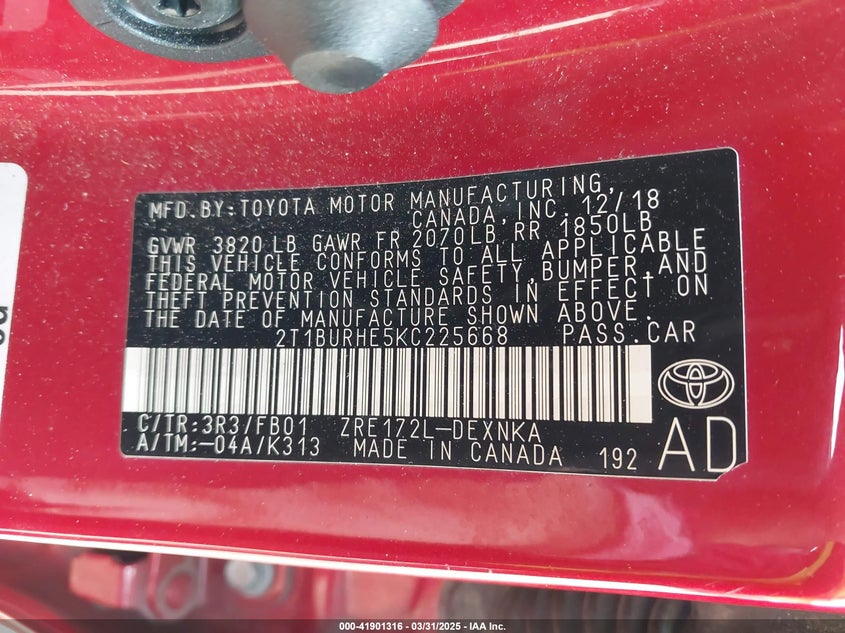 MFD. BY: TOYOTA MOTOR MANUFACTURING,
CANADA, INC. 12/18
GVWR 3820 LB GAWR FR 2070LB RR 1850LB
THIS VEHICLE CONFORMS TO ALL APPLICABLE
FEDERAL MOTOR VEHICLE SAFETY, BUMPER, AND
THEFT PREVENTION STANDARDS IN EFFECT ON
THE DATE OF MANUFACTURE SHOWN ABOVE.
2T1BURHE5KC225668 PASS.CAR
C/TR:3R3/FB01 ZRE172L-DEXNKA
A/TM:-04A/K313 MADE IN CANADA 192
AD
000-41901316 - 03/31/2025 - IAA Inc.